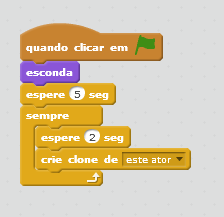 quando clicar em
esconda
espere 5 seg
sempre
espere 2 seg
crie clone de este ator